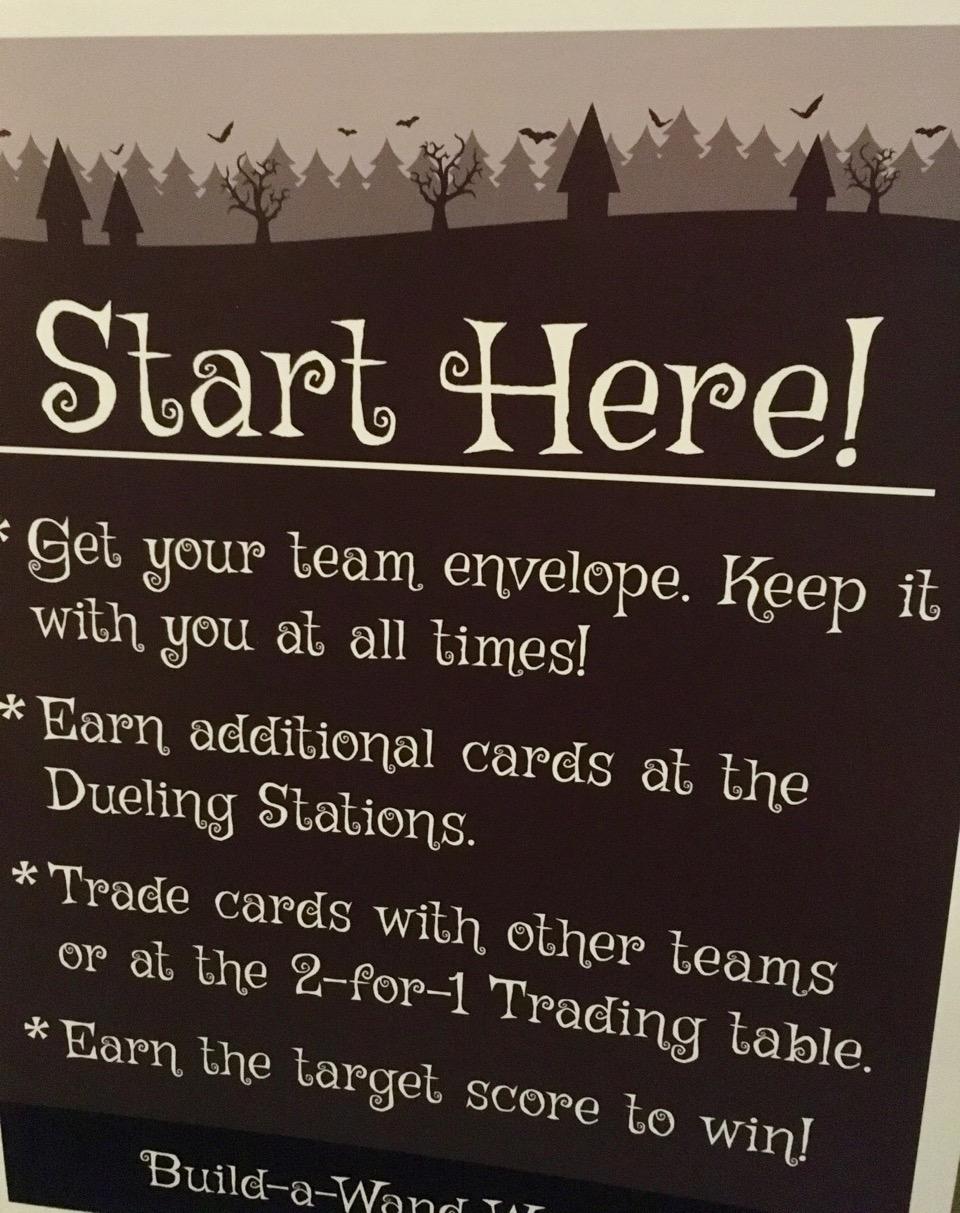 Start Here!
* Get your team envelope. Keep it
with you at all times!
* Earn additional cards at the
Dueling Stations.
* Trade cards with other teams
or at the 2-for-1 Trading table.
* Earn the target score to win!
Build-a-Wand